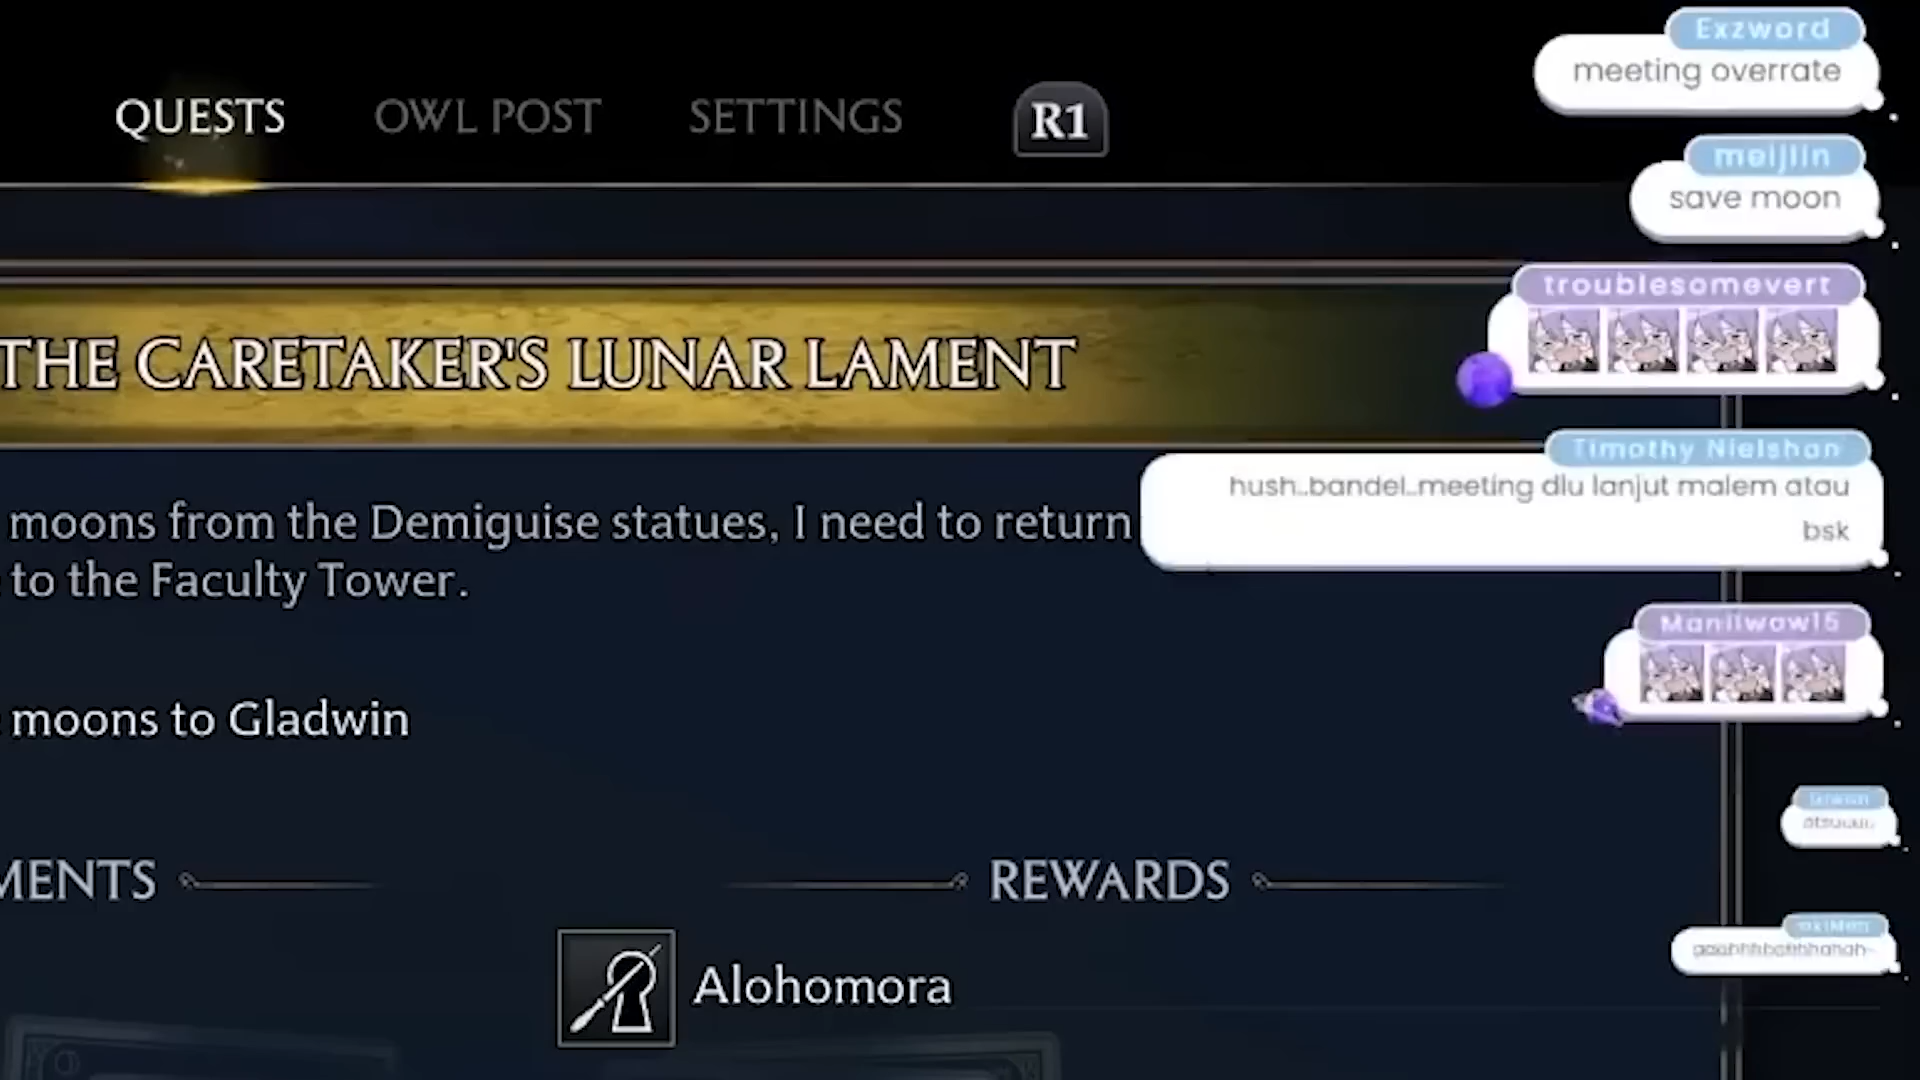 QUESTS OWL POST SETTINGS R1
THE CARETAKER'S LUNAR LAMENT
moons from the Demiguise statues, I need to return
to the Faculty Tower.
moons to Gladwin
MENTS REWARDS
Alohomora
Exzword
meeting overrate
meijlin
save moon
troublesomevert
Timothy Nielshan
hush..bandel..meeting dlu lanjut malem atau
bsk
Maniiwow15